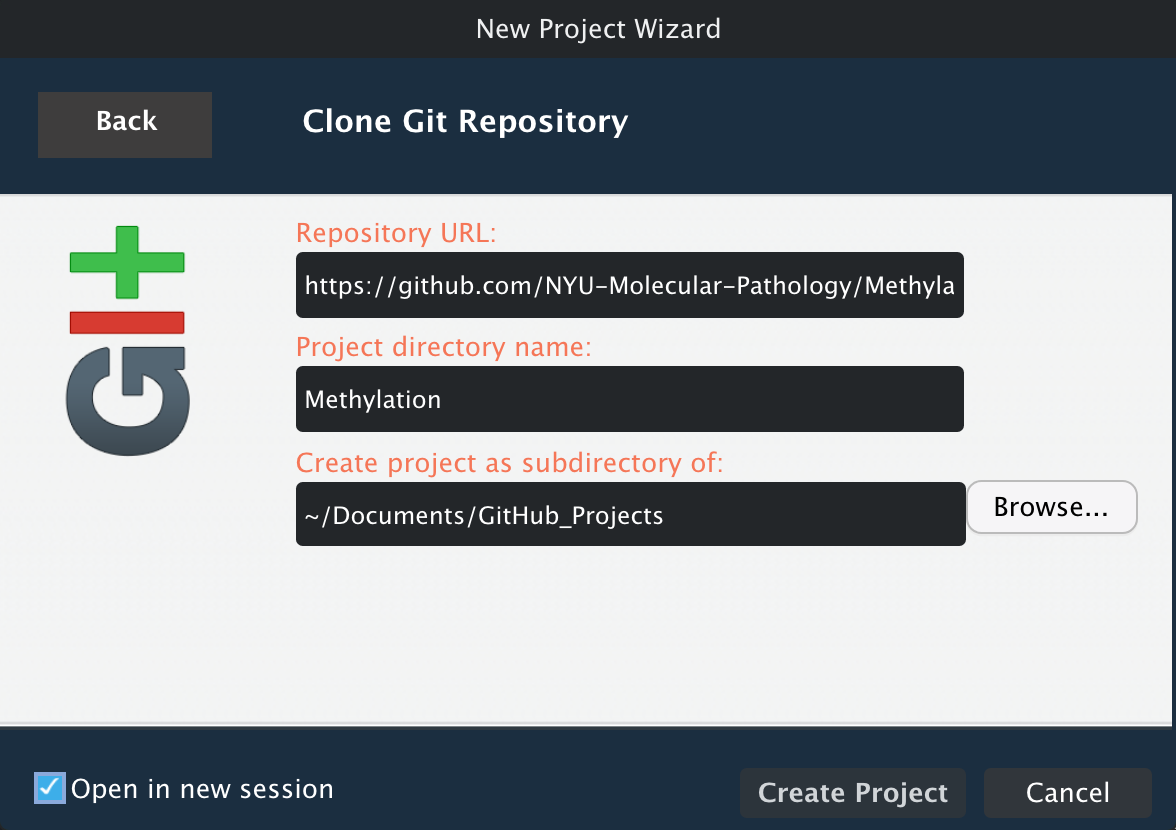 New Project Wizard
Back
Clone Git Repository
GIT
Repository URL:
https://github.com/NYU-Molecular-Pathology/Methyla
Project directory name:
Methylation
Create project as subdirectory of:
~/Documents/GitHub_Projects
Browse...
Open in new session
Create Project
Cancel